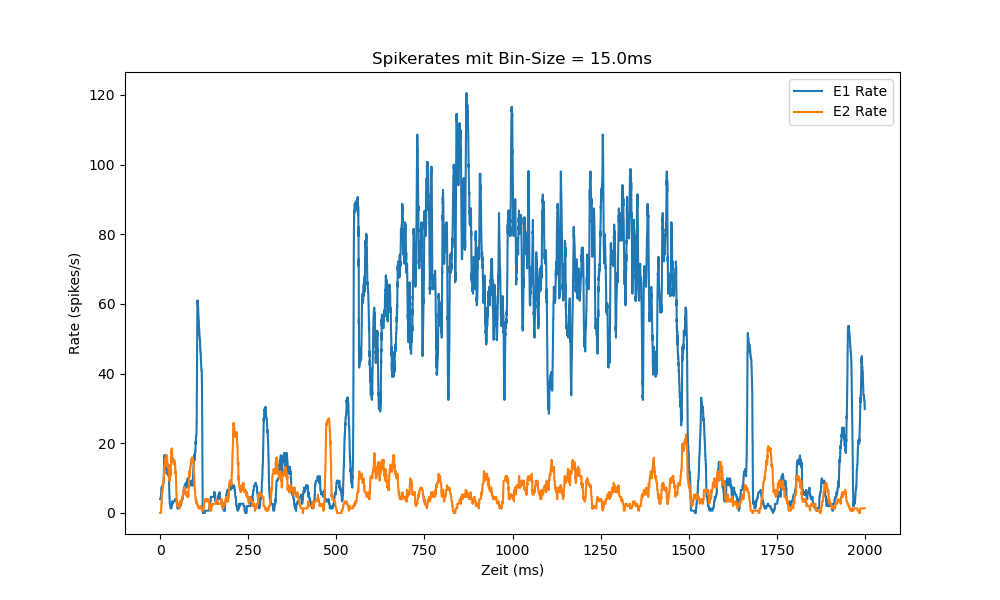 Spikerates mit Bin-Size = 15.0ms
E1 Rate
E2 Rate
120
100
80
60
40
20
0
Rate (spikes/s)
0 250 500 750 1000 1250 1500 1750 2000
Zeit (ms)